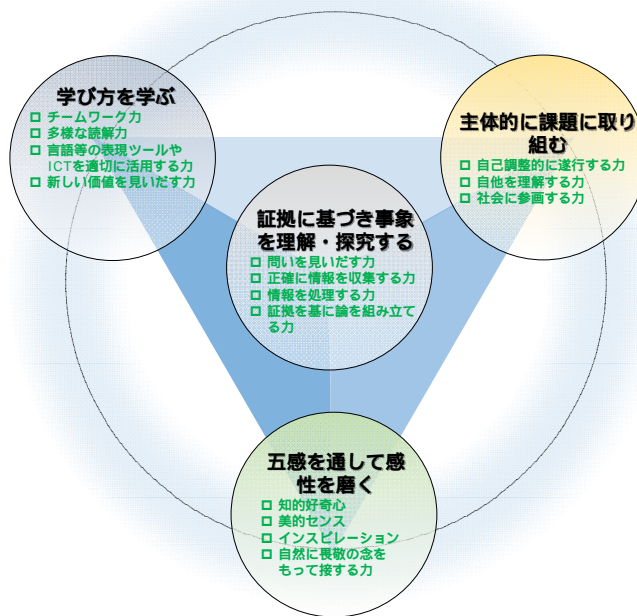 学び方を学ぶ
□ チームワーク力
□ 多様な読解力
□ 言語等の表現ツールや
ICTを適切に活用する力
□ 新しい価値を見いだす力
主体的に課題に取り
組む
□ 自己調整的に遂行する力
□ 自他を理解する力
□ 社会に参画する力
証拠に基づき事象
を理解・探究する
□ 問いを見いだす力
□ 正確に情報を収集する力
□ 情報を処理する力
□ 証拠を基に論を組み立て
る力
五感を通して感
性を磨く
□ 知的好奇心
□ 美的センス
□ インスピレーション
□ 自然に畏敬の念を
もって接する力